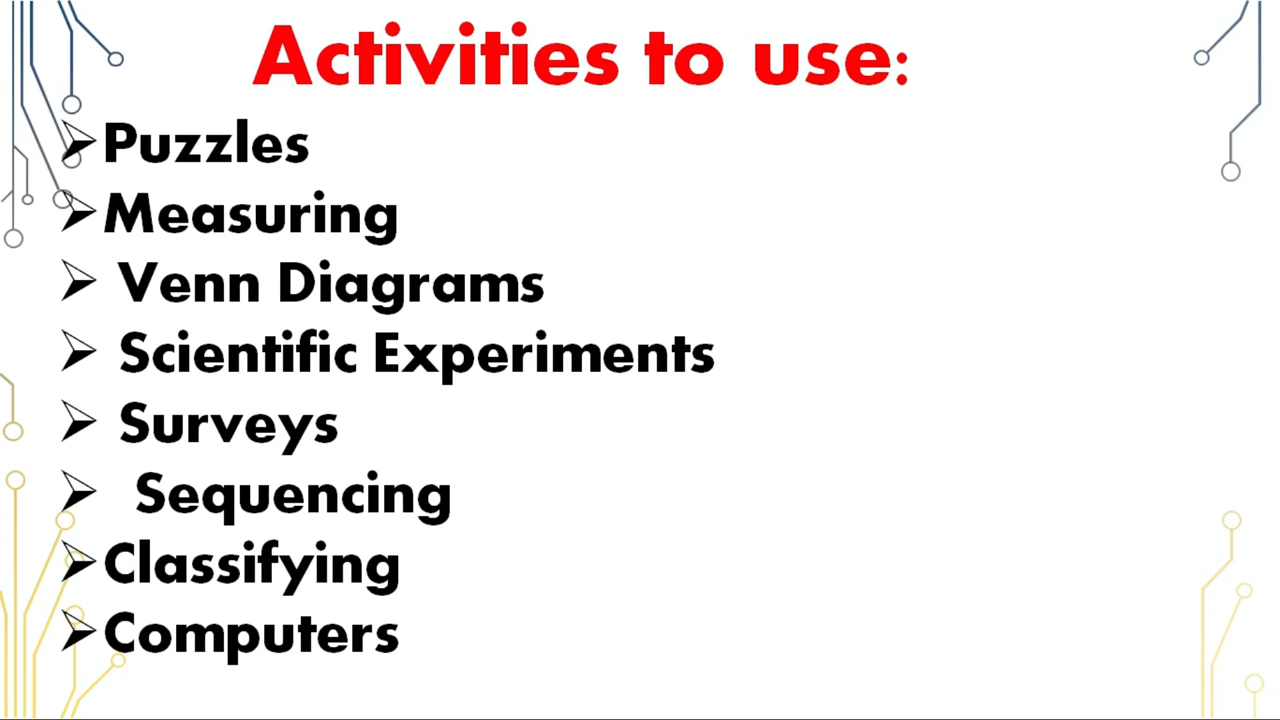 Activities to use:
Puzzles
Measuring
Venn Diagrams
Scientific Experiments
Surveys
Sequencing
Classifying
Computers